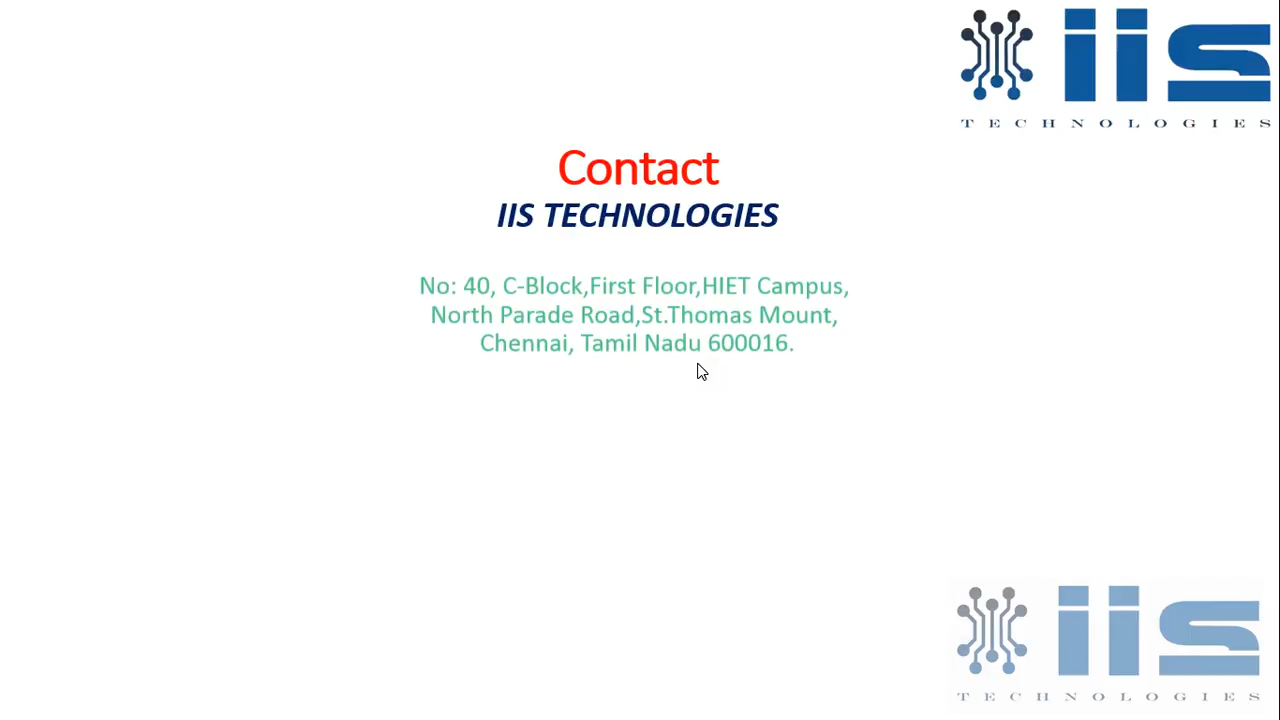 iis
TECHNOLOGIES
Contact
IIS TECHNOLOGIES
No: 40, C-Block,First Floor,HIET Campus,
North Parade Road,St.Thomas Mount,
Chennai, Tamil Nadu 600016.
iis
TECHNOLOGIES